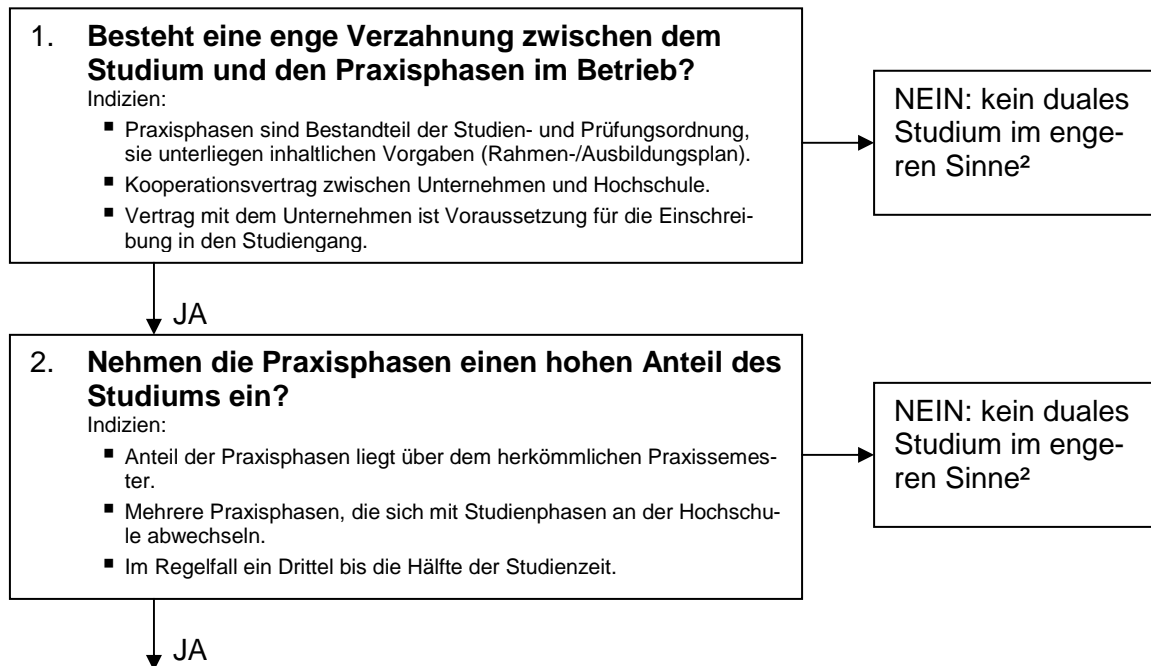 1. Besteht eine enge Verzahnung zwischen dem
Studium und den Praxisphasen im Betrieb?
Indizien:
▪ Praxisphasen sind Bestandteil der Studien- und Prüfungsordnung,
sie unterliegen inhaltlichen Vorgaben (Rahmen-/Ausbildungsplan).
▪ Kooperationsvertrag zwischen Unternehmen und Hochschule.
▪ Vertrag mit dem Unternehmen ist Voraussetzung für die Einschrei-
bung in den Studiengang.
NEIN: kein duales
Studium im enge-
ren Sinne²
JA
2. Nehmen die Praxisphasen einen hohen Anteil des
Studiums ein?
Indizien:
▪ Anteil der Praxisphasen liegt über dem herkömmlichen Praxissemes-
ter.
▪ Mehrere Praxisphasen, die sich mit Studienphasen an der Hochschu-
le abwechseln.
▪ Im Regelfall ein Drittel bis die Hälfte der Studienzeit.
NEIN: kein duales
Studium im enge-
ren Sinne²
JA